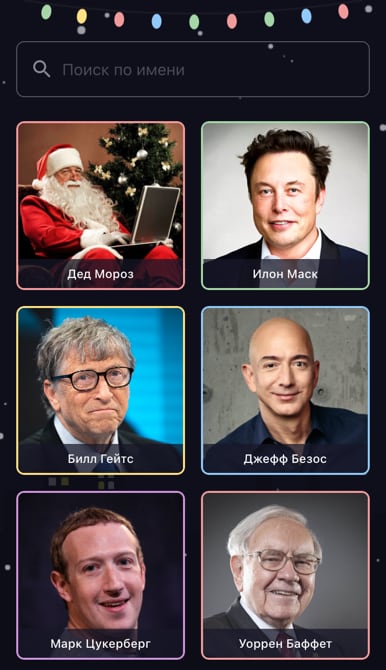 Поиск по имени
Дед Мороз
Илон Маск
Билл Гейтс
Джефф Безос
Марк Цукерберг
Уоррен Баффет